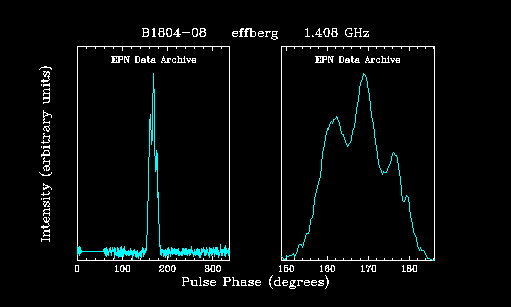 B1804-08 effberg 1.408 GHz
EPN Data Archive EPN Data Archive
Intensity (arbitrary units)
0 100 200 300 150 160 170 180
Pulse Phase (degrees)